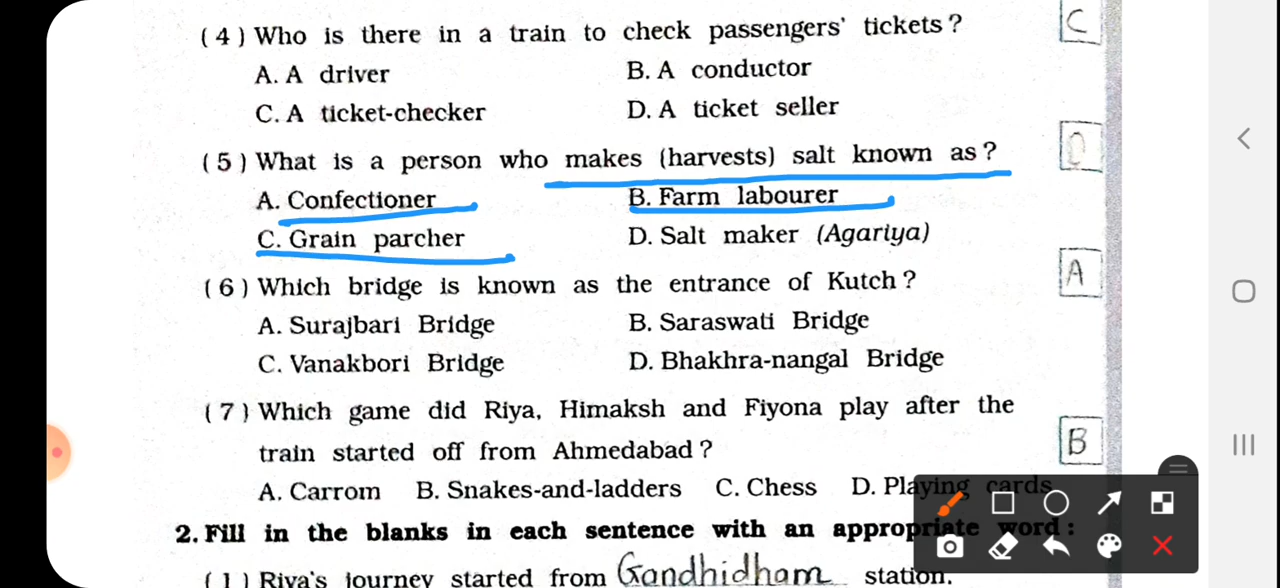 ( 4 ) Who is there in a train to check passengers' tickets ? C
A. A driver B. A conductor
C. A ticket-checker D. A ticket seller
( 5 ) What is a person who makes (harvests) salt known as ? D
A. Confectioner B. Farm labourer
C. Grain parcher D. Salt maker (Agariya)
( 6 ) Which bridge is known as the entrance of Kutch ? A
A. Surajbari Bridge B. Saraswati Bridge
C. Vanakbori Bridge D. Bhakhra-nangal Bridge
( 7 ) Which game did Riya, Himaksh and Fiyona play after the
train started off from Ahmedabad ? B
A. Carrom B. Snakes-and-ladders C. Chess D. Playing cards
2. Fill in the blanks in each sentence with an appropriate word :
( 1 ) Riya's journey started from Gandhidham station.